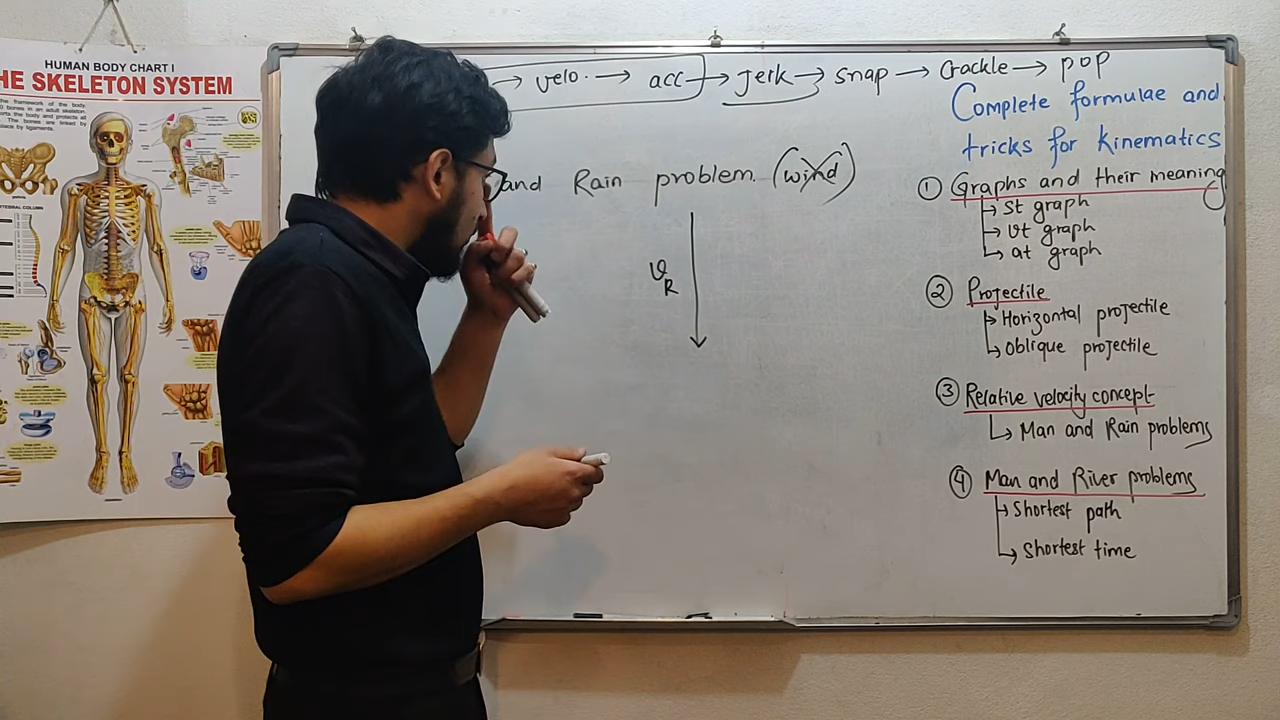 HUMAN BODY CHART I
HE SKELETON SYSTEM
→ velo. → acc → Jerk → snap → Crackle → pop
Complete formulae and
tricks for Kinematics
and Rain problem (wind)
① Graphs and their meaning
st graph
vt graph
at graph
v_R
② Projectile
Horizontal projectile
Oblique projectile
③ Relative velocity concept
Man and Rain problems
④ Man and River problems
Shortest path
Shortest time